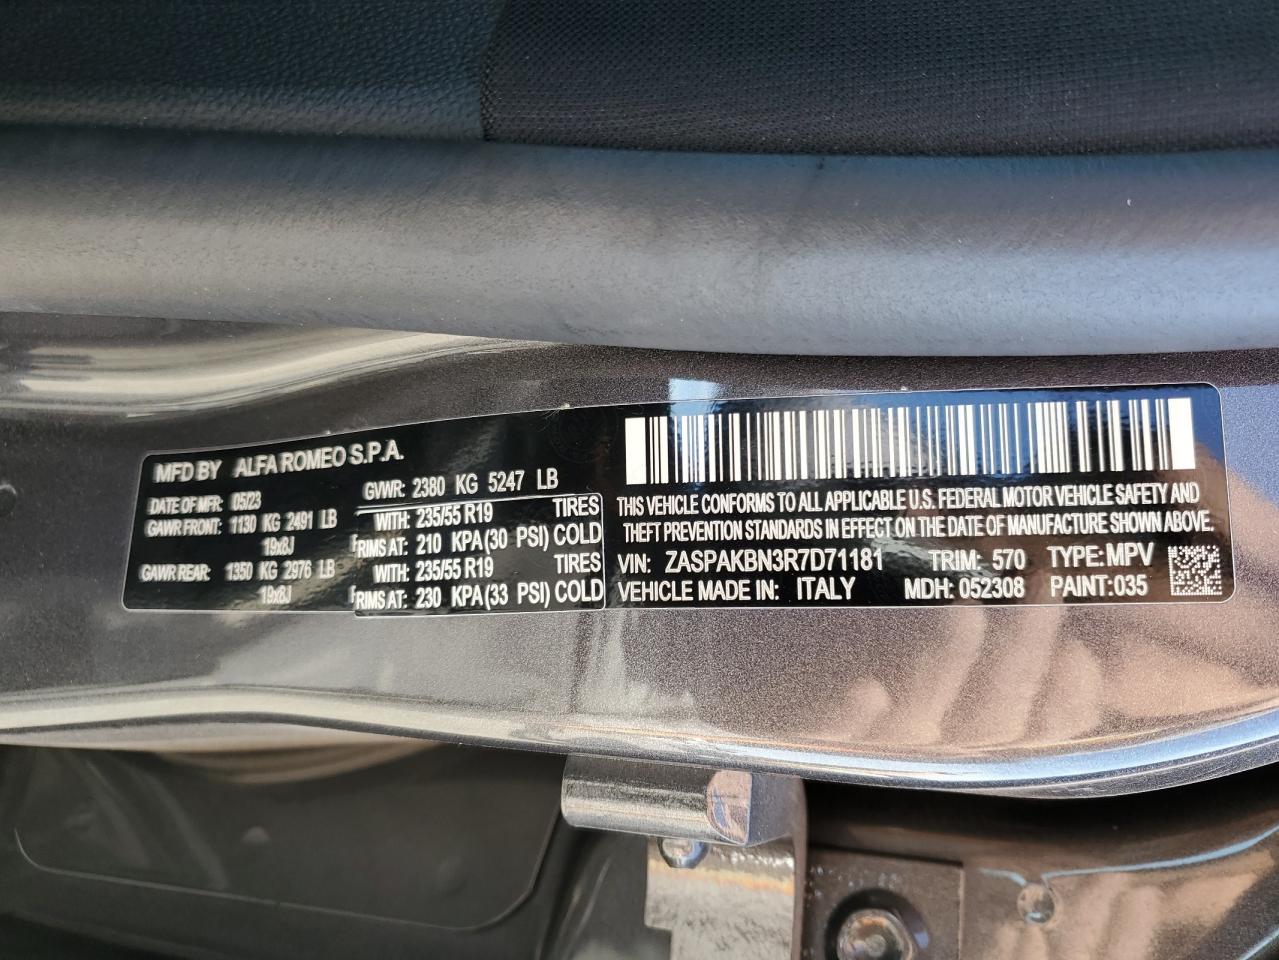 MFD BY ALFA ROMEO S.P.A.
DATE OF MFR: 05/23 GVWR: 2380 KG 5247 LB
GAWR FRONT: 1130 KG 2491 LB WITH: 235/55 R19 TIRES
19x8J RIMS AT: 210 KPA(30 PSI) COLD
GAWR REAR: 1350 KG 2976 LB WITH: 235/55 R19 TIRES
19x8J RIMS AT: 230 KPA(33 PSI) COLD
THIS VEHICLE CONFORMS TO ALL APPLICABLE U.S. FEDERAL MOTOR VEHICLE SAFETY AND
THEFT PREVENTION STANDARDS IN EFFECT ON THE DATE OF MANUFACTURE SHOWN ABOVE.
VIN: ZASPAKBN3R7D71181 TRIM: 570 TYPE: MPV
VEHICLE MADE IN: ITALY MDH: 052308 PAINT:035